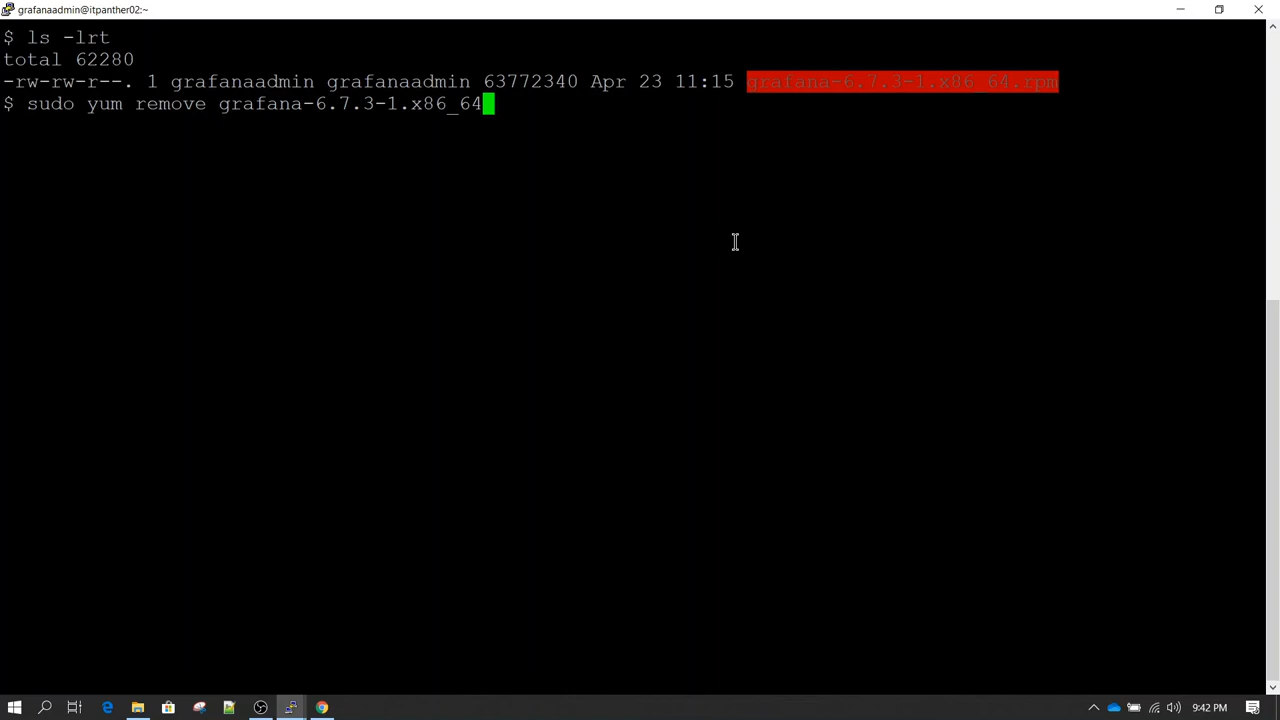 grafanaadmin@itpanther02:~
$ ls -lrt
total 62280
-rw-rw-r--. 1 grafanaadmin grafanaadmin 63772340 Apr 23 11:15 grafana-6.7.3-1.x86_64.rpm
$ sudo yum remove grafana-6.7.3-1.x86_64
9:42 PM